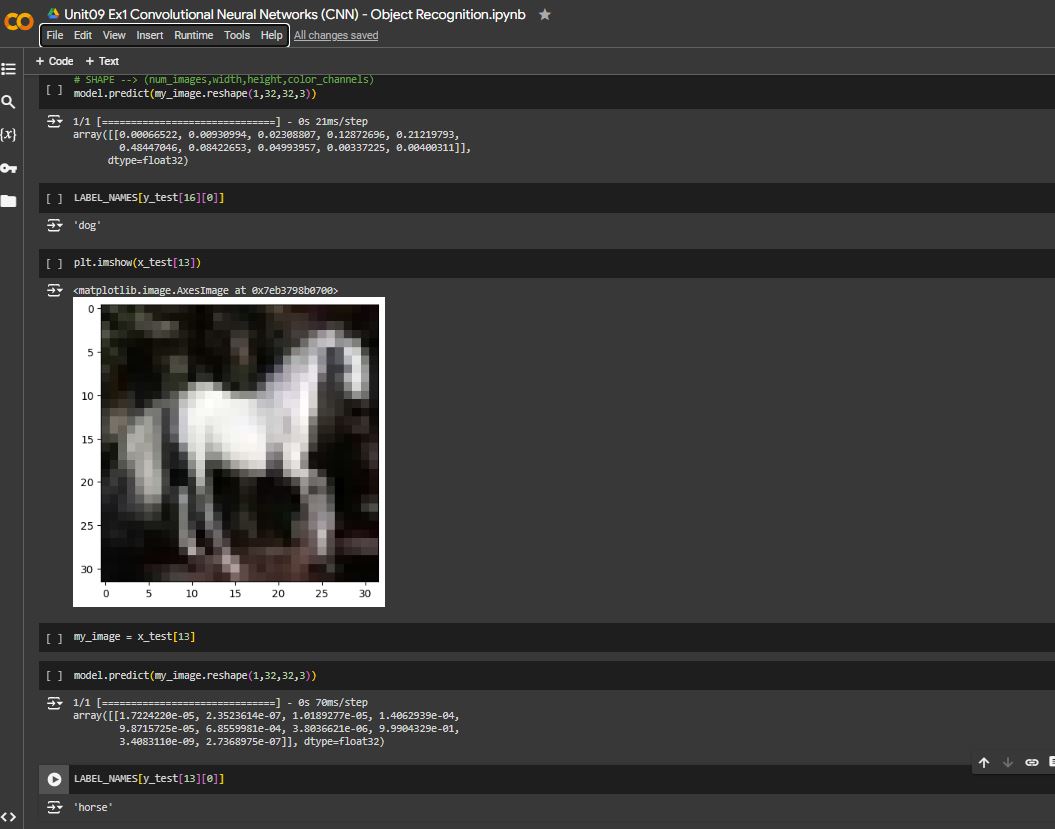 CO Unit09 Ex1 Convolutional Neural Networks (CNN) - Object Recognition.ipynb
File Edit View Insert Runtime Tools Help All changes saved
+ Code + Text
# SHAPE --> (num_images,width,height,color_channels)
[ ] model.predict(my_image.reshape(1,32,32,3))
1/1 [==============================] - 0s 21ms/step
array([[0.00066522, 0.00930994, 0.02308807, 0.12872696, 0.21219793,
0.48447046, 0.08422653, 0.04993957, 0.00337225, 0.00400311]],
dtype=float32)
{x}
[ ] LABEL_NAMES[y_test[16][0]]
'dog'
[ ] plt.imshow(x_test[13])
<matplotlib.image.AxesImage at 0x7eb3798b0700>
0
5
10
15
20
25
30
0 5 10 15 20 25 30
[ ] my_image = x_test[13]
[ ] model.predict(my_image.reshape(1,32,32,3))
1/1 [==============================] - 0s 70ms/step
array([[1.7224220e-05, 2.3523614e-07, 1.0189277e-05, 1.4062939e-04,
9.8715725e-05, 6.8559981e-04, 3.8036621e-06, 9.9904329e-01,
3.4083110e-09, 2.7368975e-07]], dtype=float32)
LABEL_NAMES[y_test[13][0]]
'horse'
<>